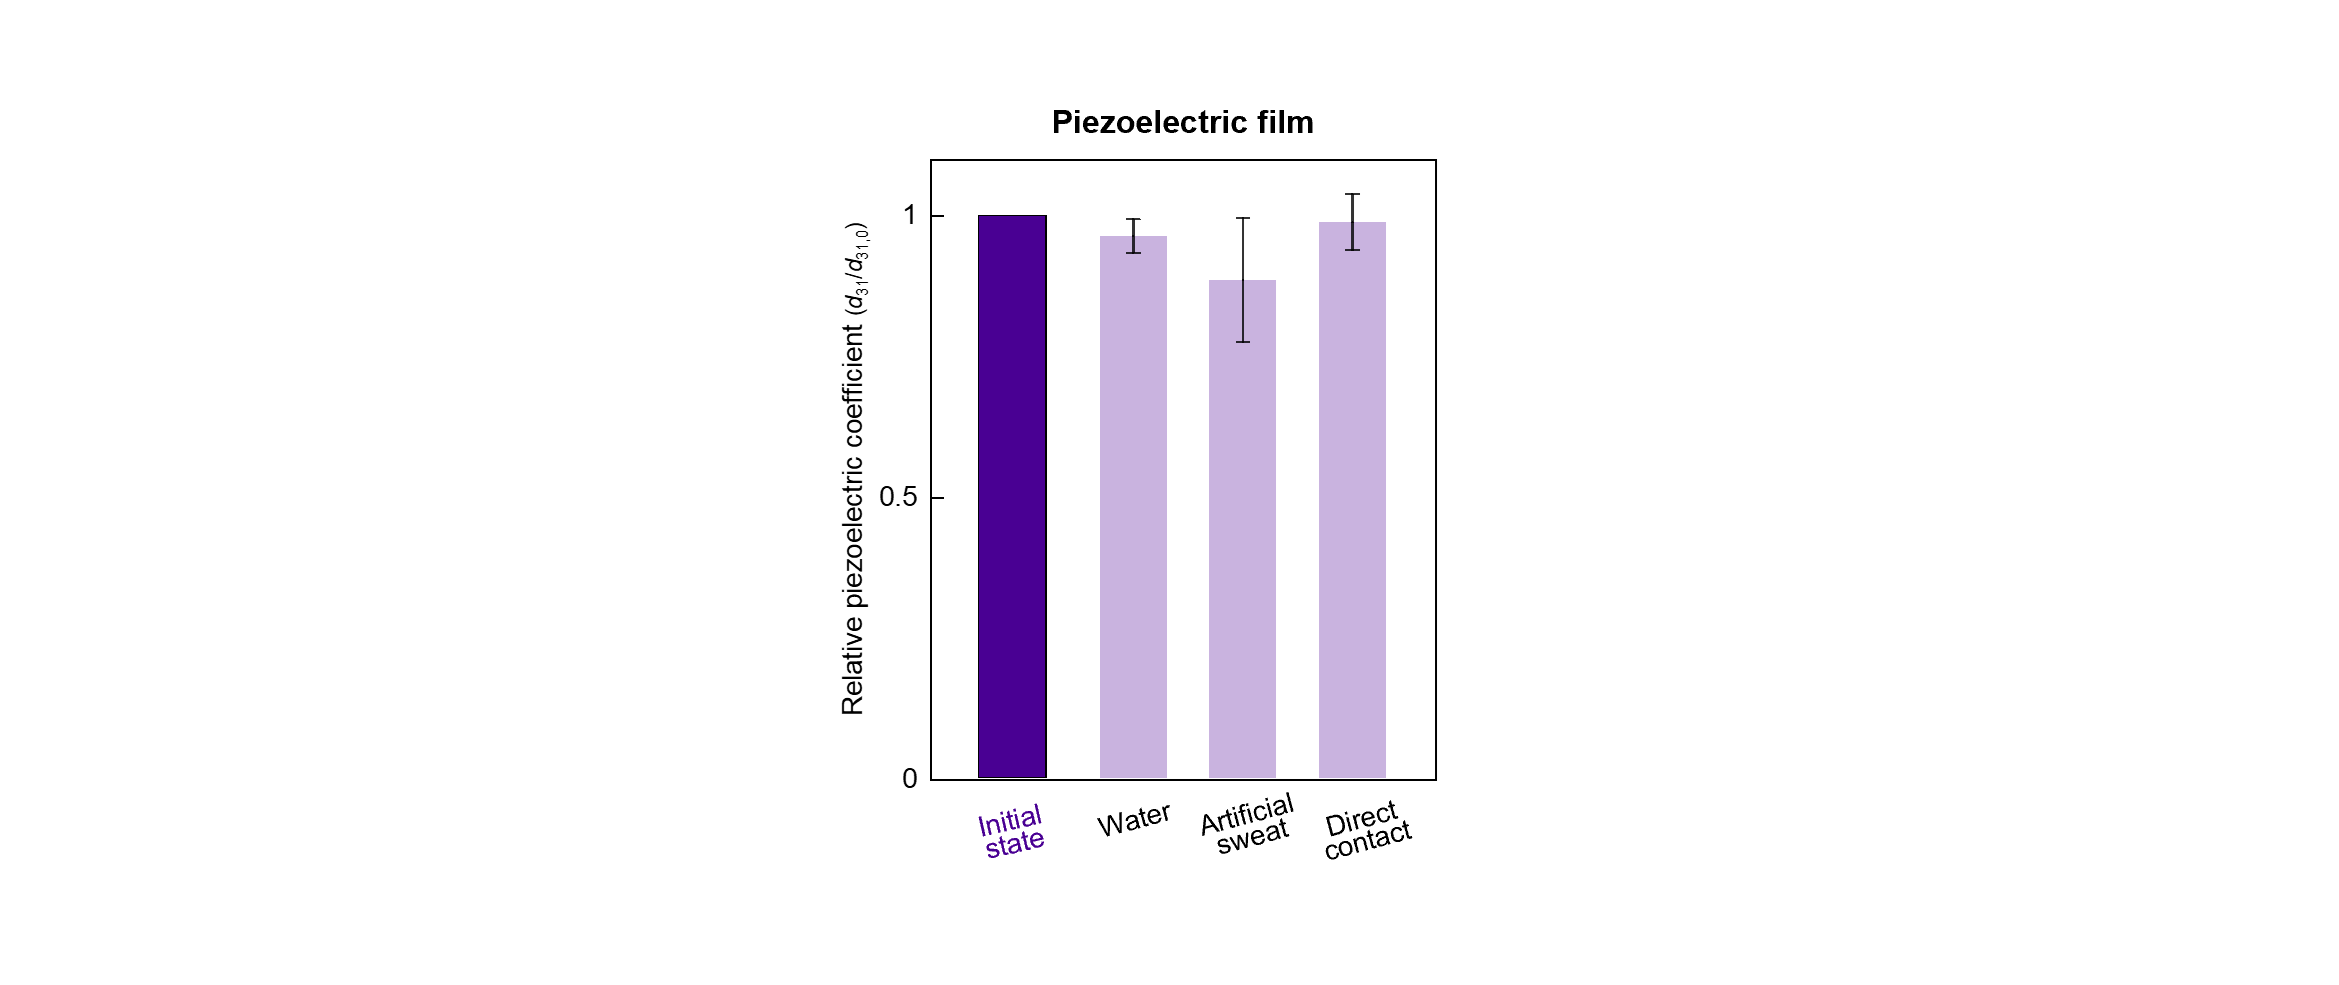 Piezoelectric film
Relative piezoelectric coefficient (d31/d31,0)
1
0.5
0
Initial
state
Water
Artificial
sweat
Direct
contact